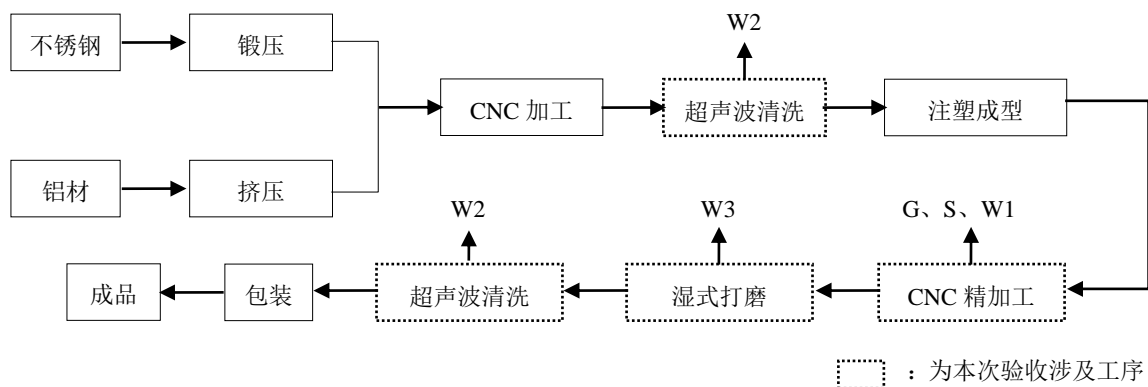 不锈钢
锻压
W2
CNC 加工
超声波清洗
注塑成型
铝材
挤压
W2
W3
G、S、W1
成品
包装
超声波清洗
湿式打磨
CNC 精加工
：为本次验收涉及工序